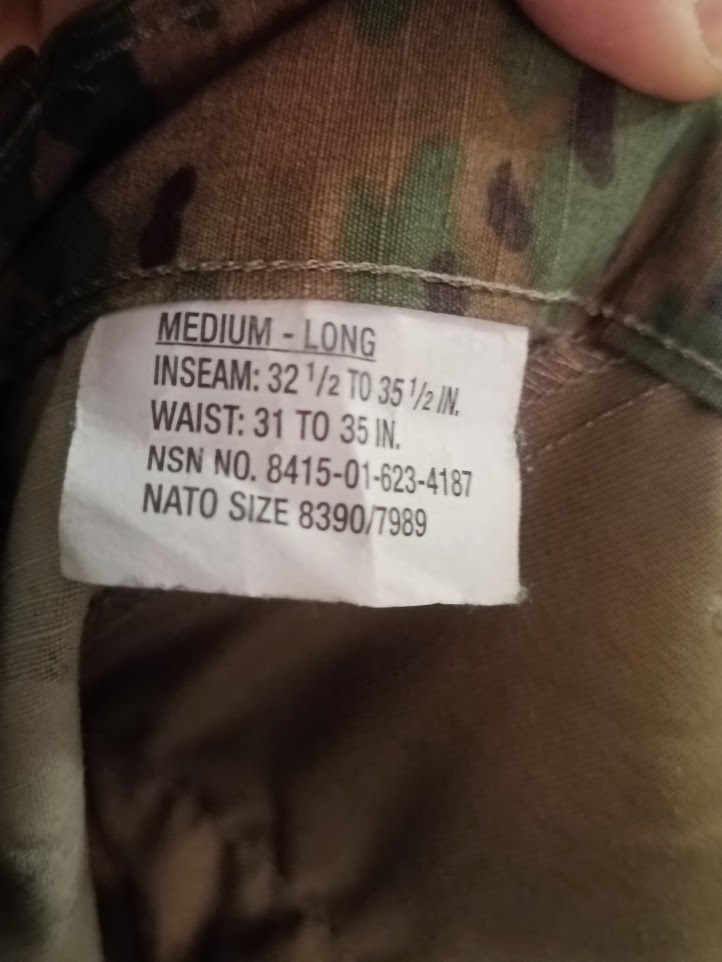 MEDIUM - LONG
INSEAM: 32 1/2 TO 35 1/2 IN.
WAIST: 31 TO 35 IN.
NSN NO. 8415-01-623-4187
NATO SIZE 8390/7989